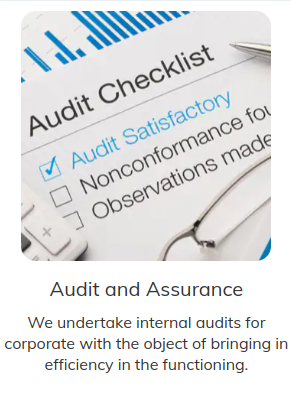 Audit Checklist
Audit Satisfactory
Nonconformance fou
Observations made
Audit and Assurance
We undertake internal audits for
corporate with the object of bringing in
efficiency in the functioning.